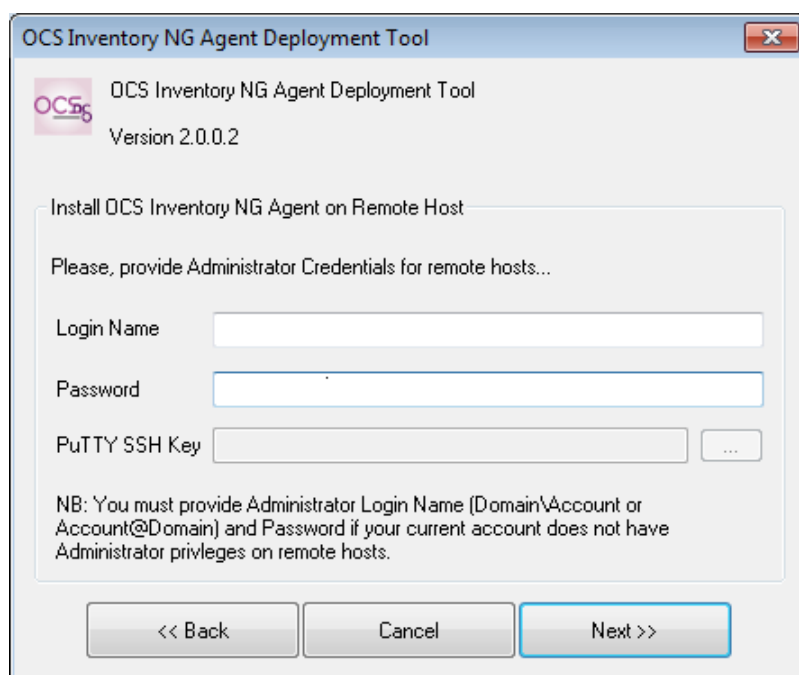 OCS Inventory NG Agent Deployment Tool
OCSng
OCS Inventory NG Agent Deployment Tool
Version 2.0.0.2
Install OCS Inventory NG Agent on Remote Host
Please, provide Administrator Credentials for remote hosts...
Login Name
Password
PuTTY SSH Key
...
NB: You must provide Administrator Login Name (Domain\Account or
Account@Domain) and Password if your current account does not have
Administrator privleges on remote hosts.
<< Back
Cancel
Next >>